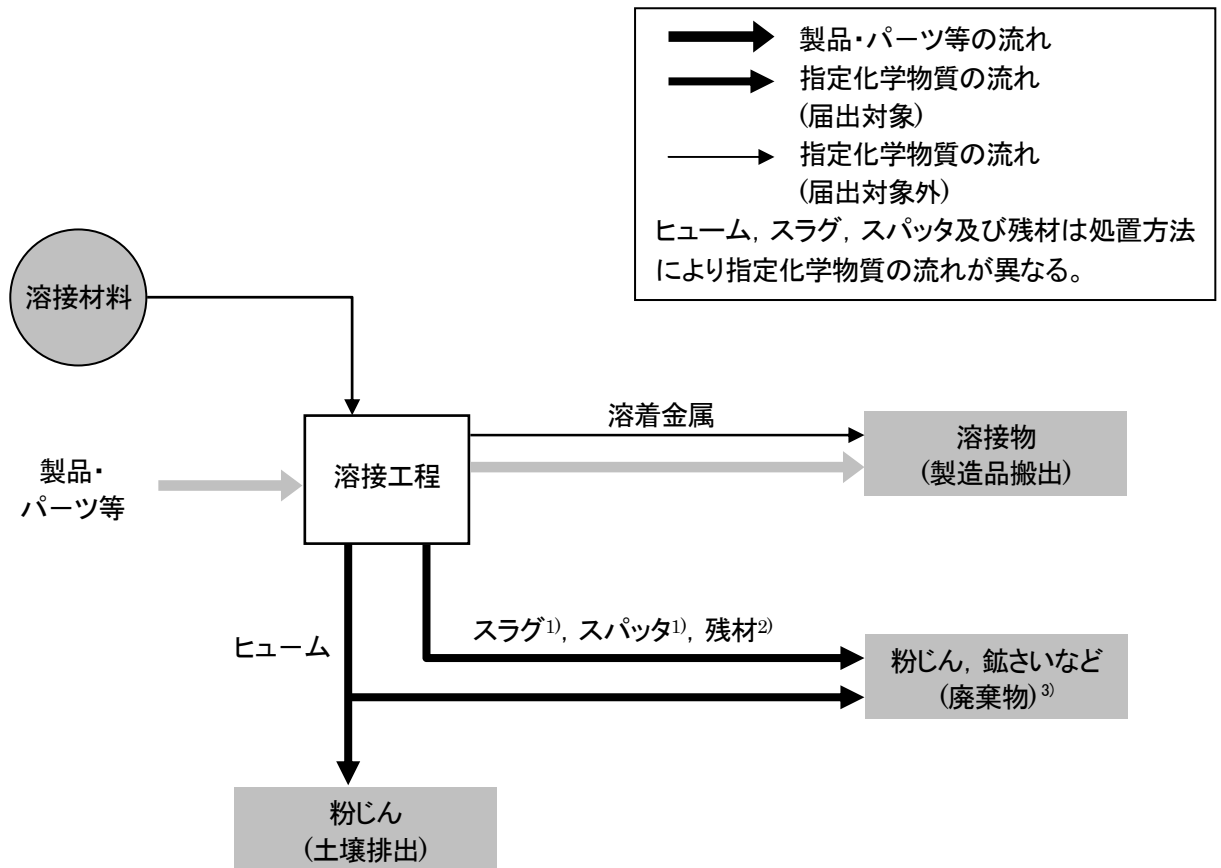 製品・パーツ等の流れ
指定化学物質の流れ
(届出対象)
指定化学物質の流れ
(届出対象外)
ヒューム, スラグ, スパッタ及び残材は処置方法
により指定化学物質の流れが異なる。
溶接材料
製品・
パーツ等
溶接工程
溶着金属
溶接物
(製造品搬出)
ヒューム
スラグ1), スパッタ1), 残材2)
粉じん, 鉱さいなど
(廃棄物) 3)
粉じん
(土壌排出)